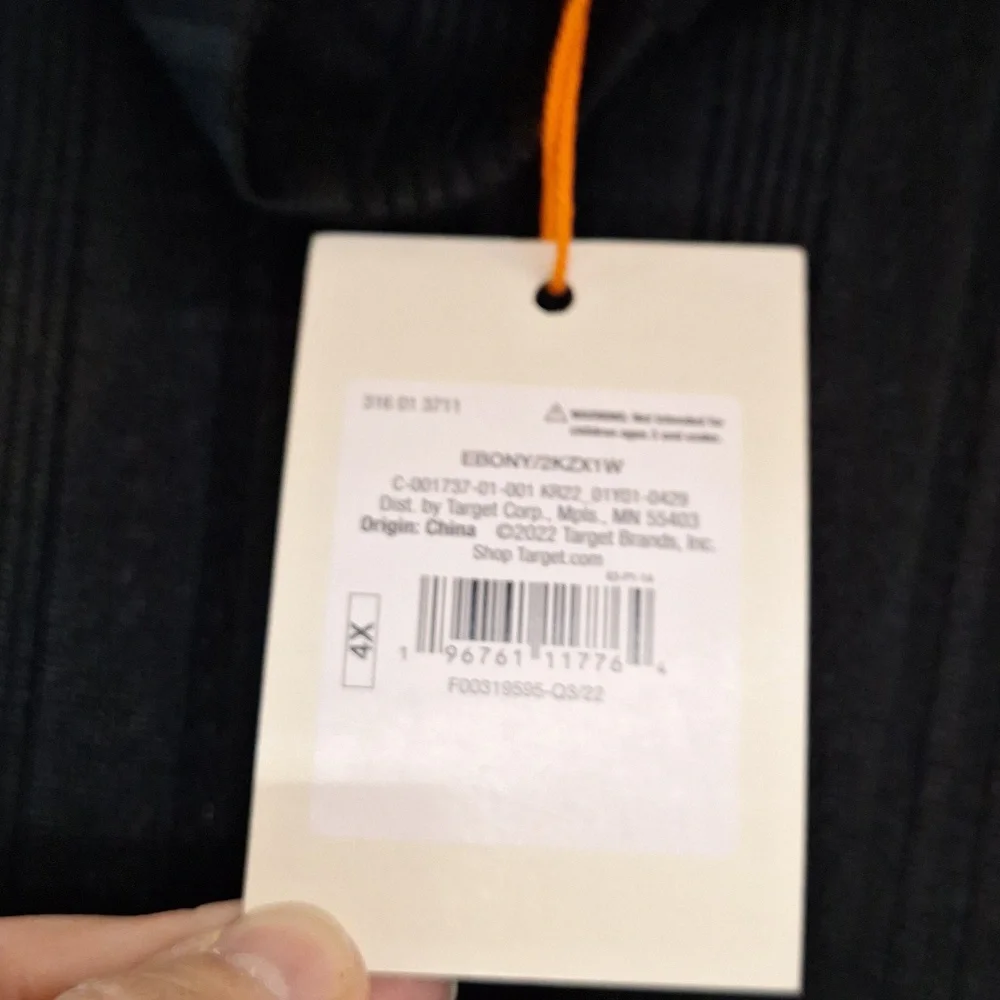 316 01 3711
⚠ WARNING: Not intended for
children ages 3 and under.
EBONY/2KZX1W
C-001737-01-001 KR22_01Y01-0429
Dist. by Target Corp., Mpls., MN 55403
Origin: China ©2022 Target Brands, Inc.
Shop Target.com
4X
1 96761 11776 4
F00319595-Q3/22